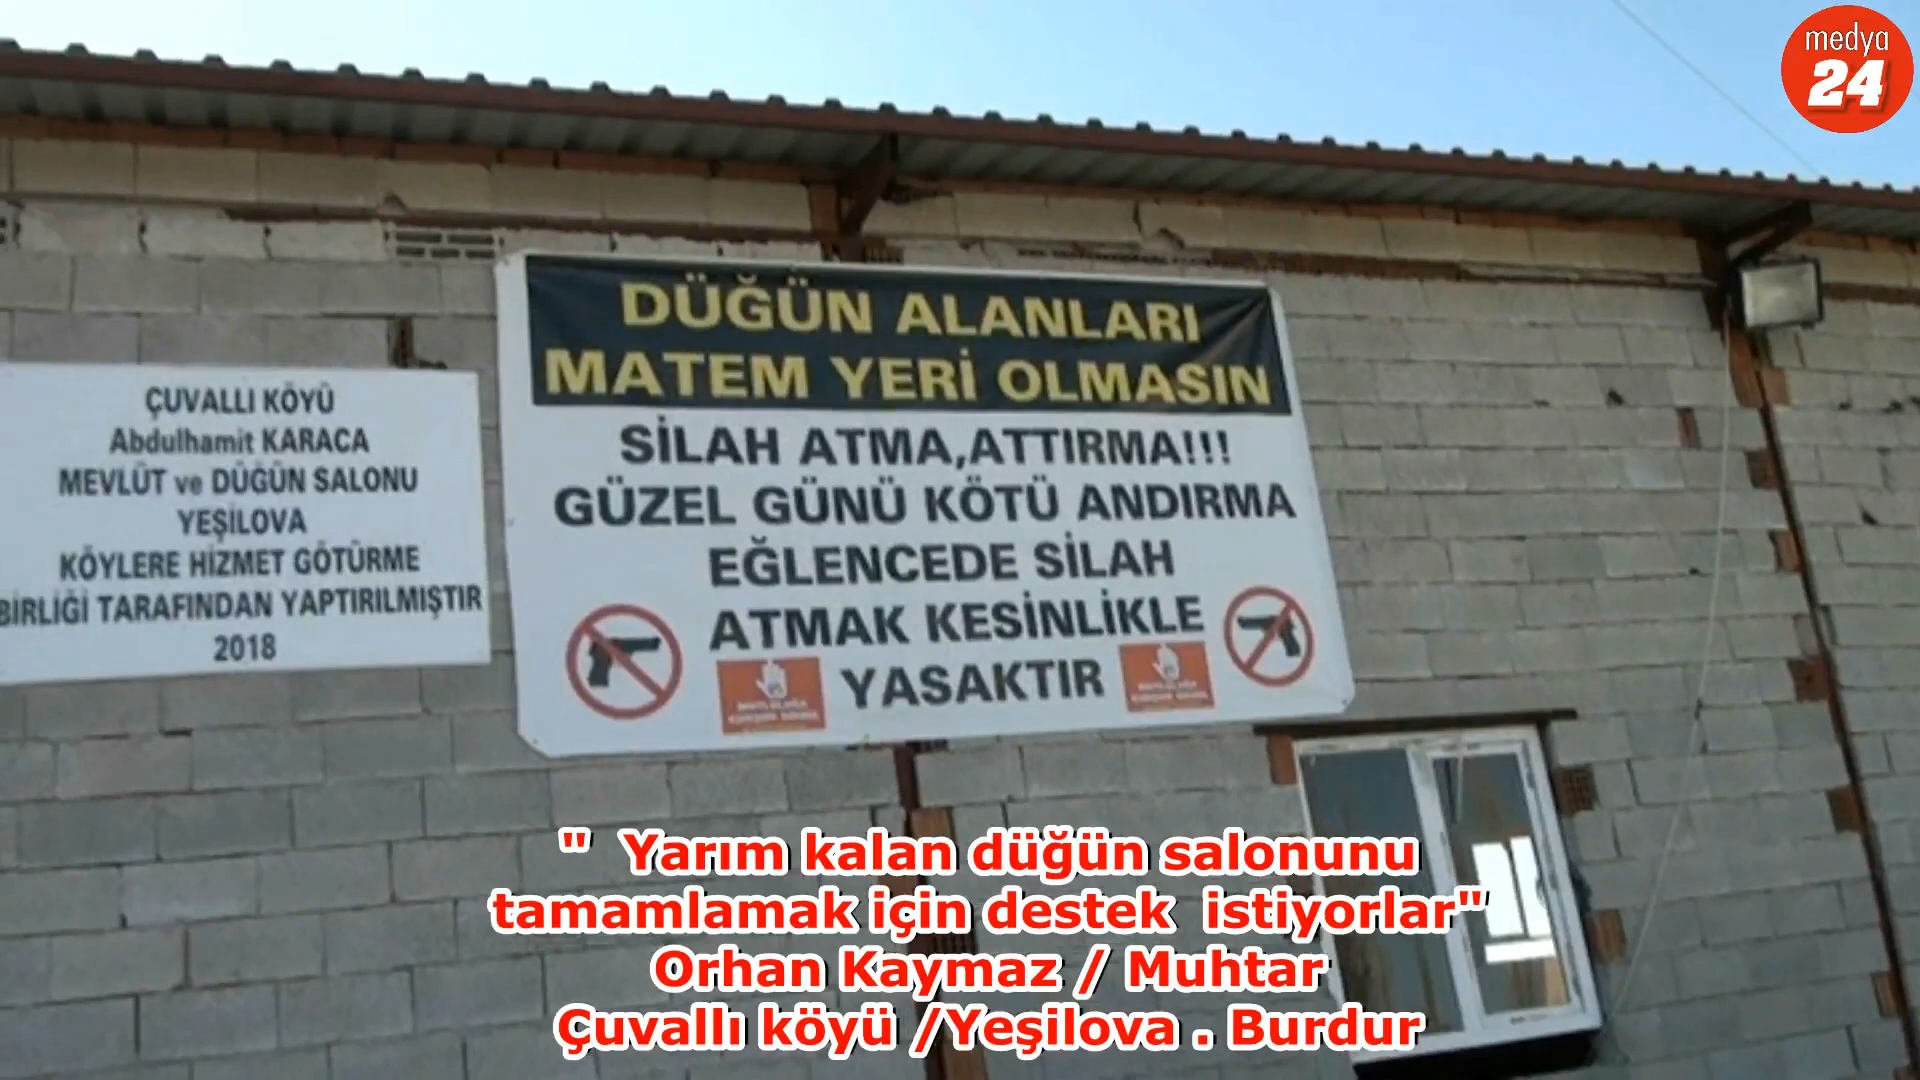 medya
24
DÜĞÜN ALANLARI
MATEM YERİ OLMASIN
SİLAH ATMA,ATTIRMA!!!
GÜZEL GÜNÜ KÖTÜ ANDIRMA
EĞLENCEDE SİLAH
ATMAK KESİNLİKLE
YASAKTIR
ÇUVALLI KÖYÜ
Abdulhamit KARACA
MEVLÜT ve DÜĞÜN SALONU
YEŞİLOVA
KÖYLERE HİZMET GÖTÜRME
BİRLİĞİ TARAFINDAN YAPTIRILMIŞTIR
2018
" Yarım kalan düğün salonunu
tamamlamak için destek istiyorlar"
Orhan Kaymaz / Muhtar
Çuvallı köyü /Yeşilova . Burdur